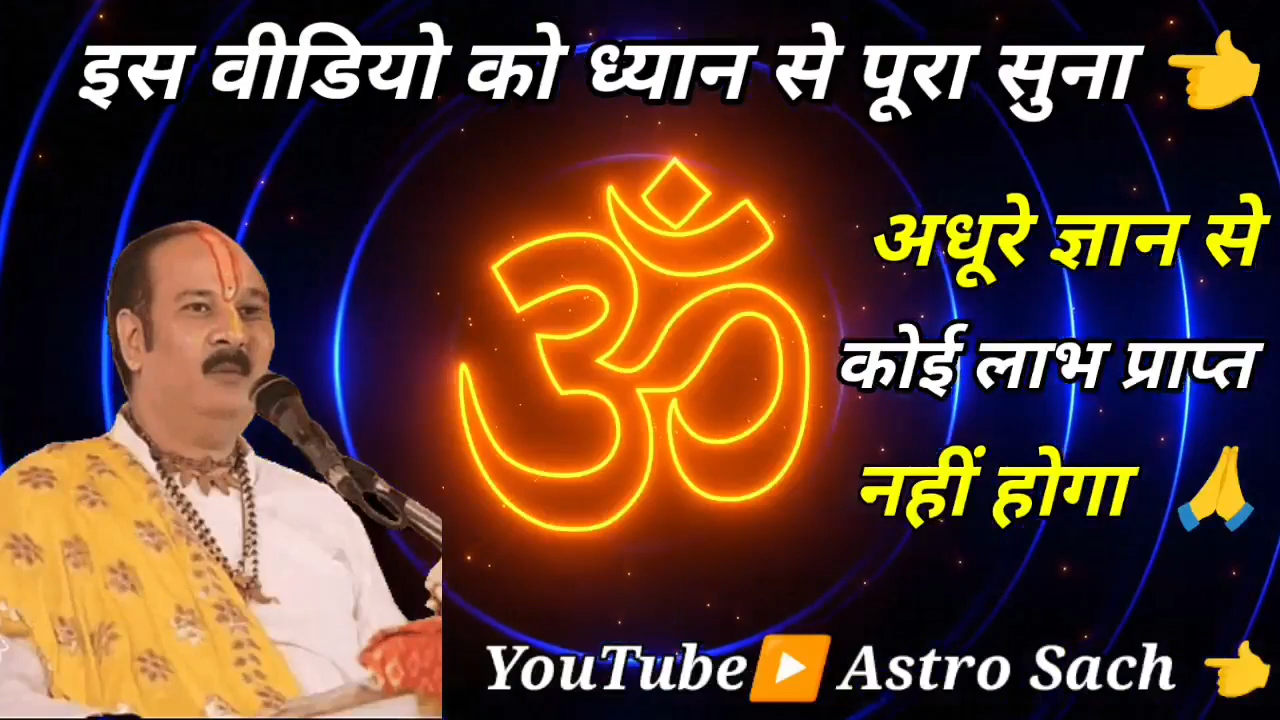 इस वीडियो को ध्यान से पूरा सुना 👈
अधूरे ज्ञान से
कोई लाभ प्राप्त
नहीं होगा 🙏
YouTube▶️Astro Sach 👈